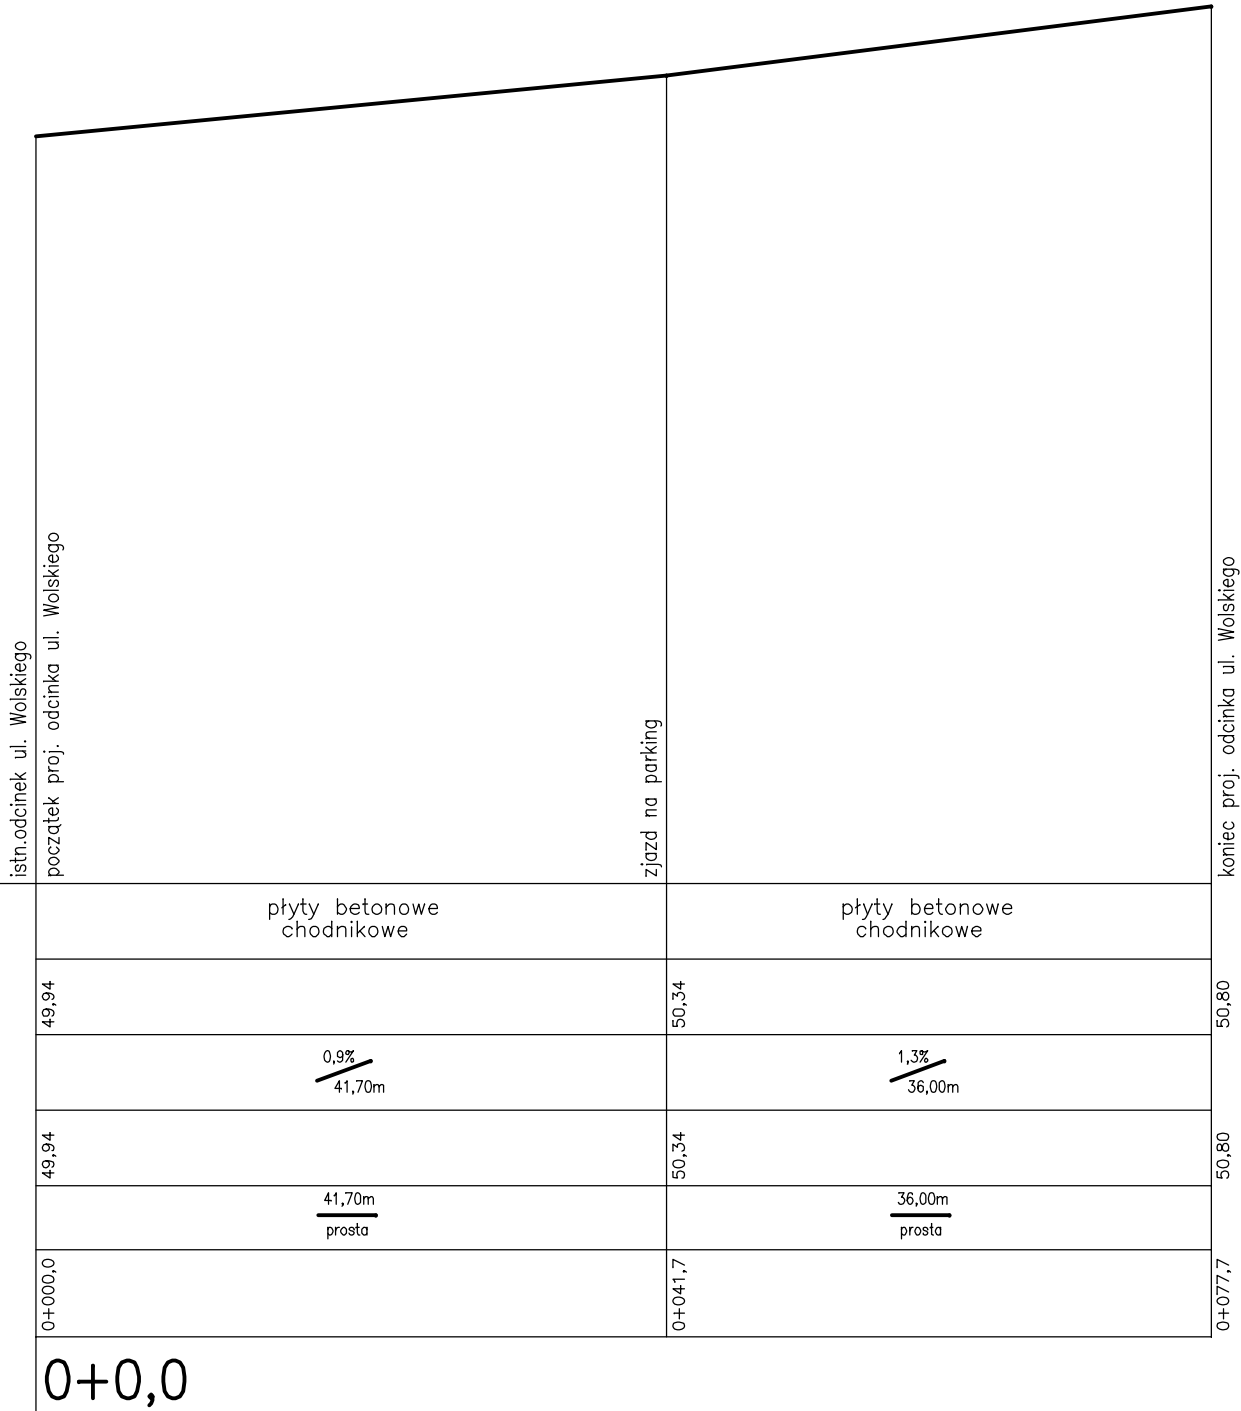 istn.odcinek ul. Wolskiego
początek proj. odcinka ul. Wolskiego
zjazd na parking
koniec proj. odcinka ul. Wolskiego
płyty betonowe
chodnikowe
płyty betonowe
chodnikowe
49,94
50,34
50,80
0,9%
41,70m
1,3%
36,00m
49,94
50,34
50,80
41,70m
prosta
36,00m
prosta
0+000,0
0+041,7
0+077,7
0+0,0